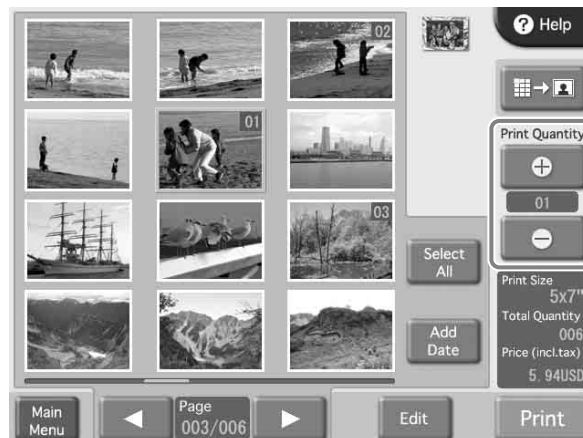 02
? Help
Print Quantity
01
01
03
Select
All
Print Size
5x7"
Total Quantity
006
Add
Date
Price (incl.tax)
5.94USD
Main
Menu
Page
003/006
Edit
Print